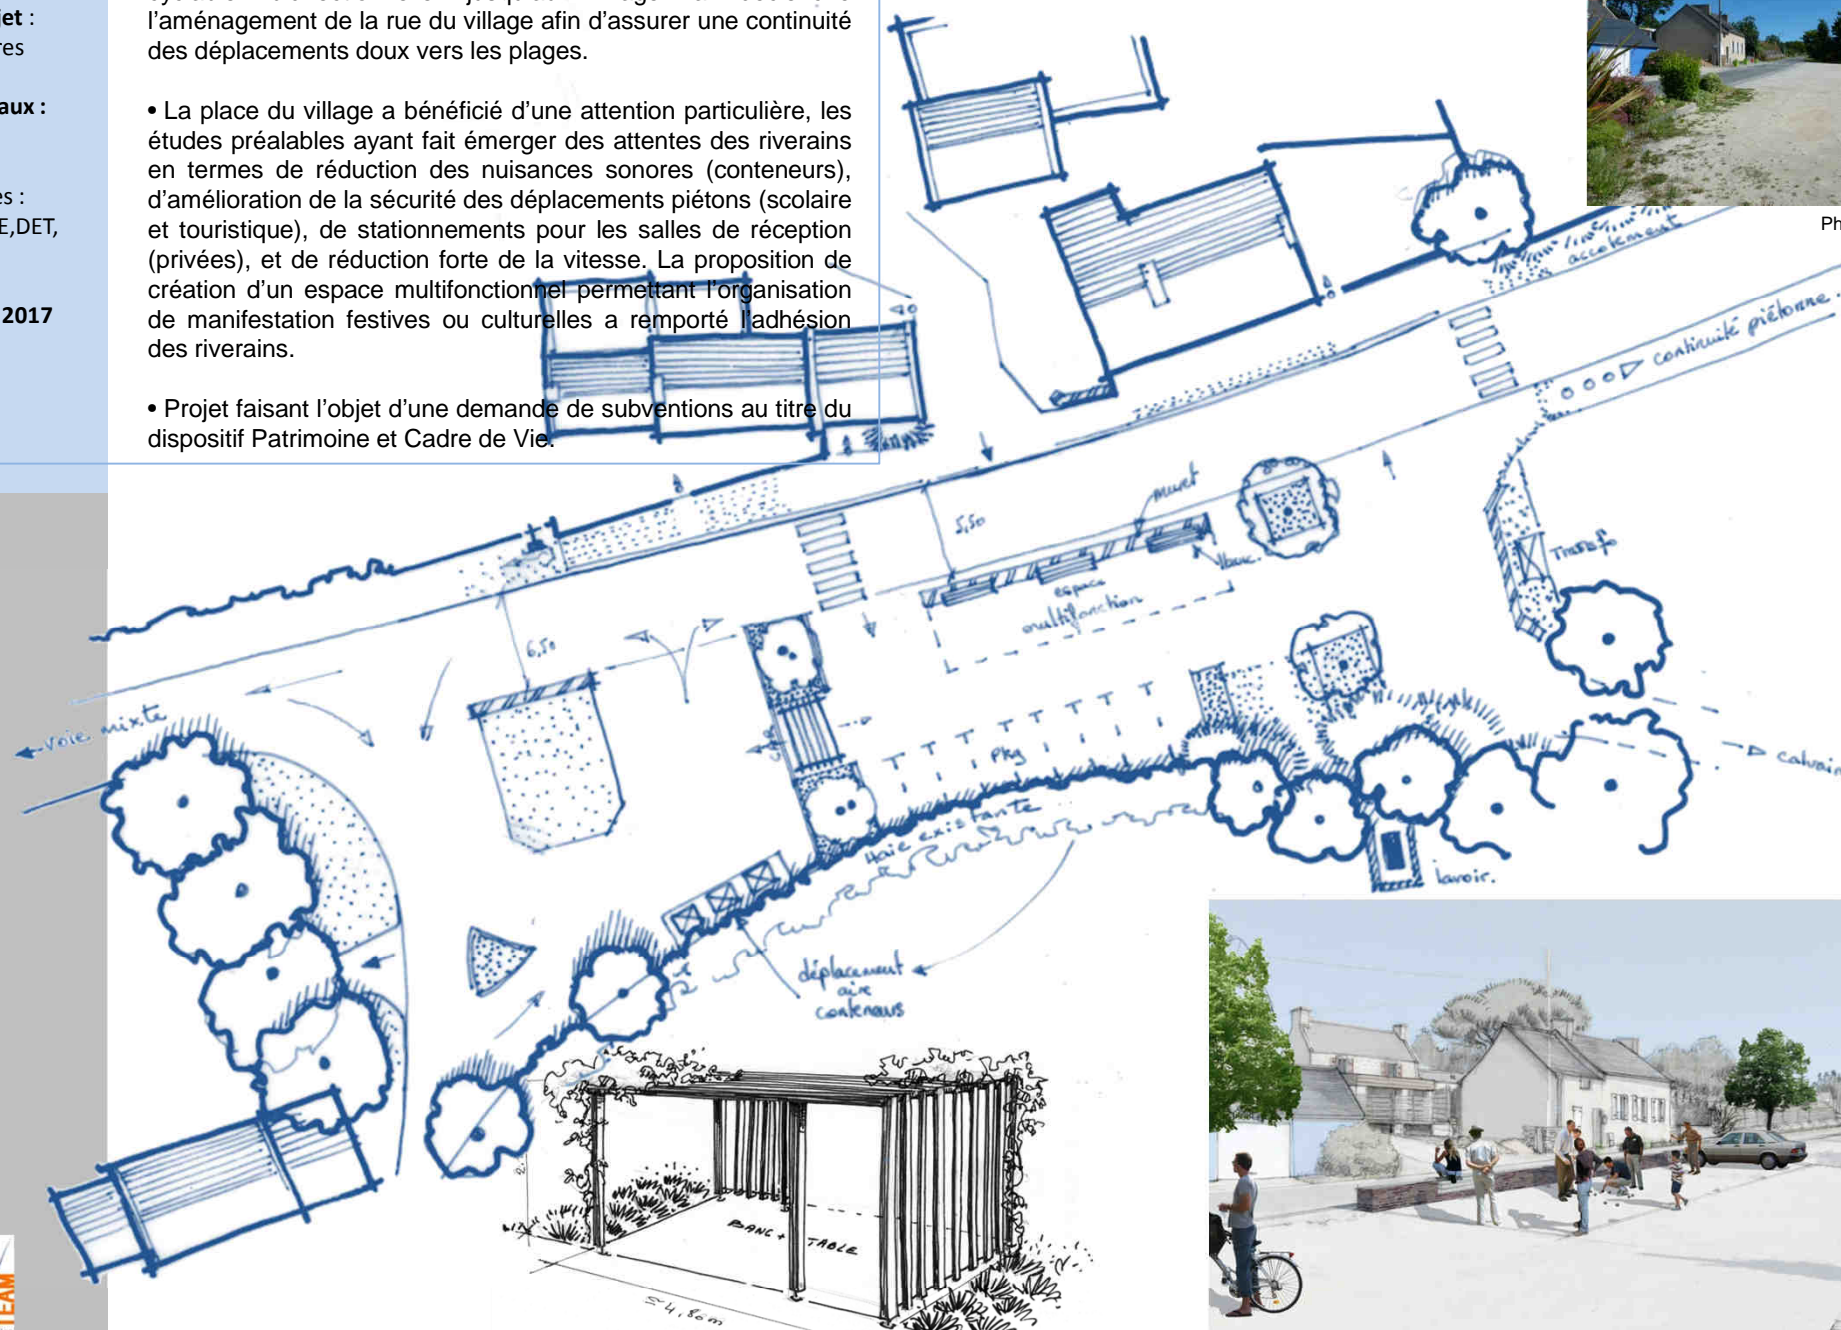 jet :
res
aux :
es :
E,DET,
2017
l’aménagement de la rue du village afin d’assurer une continuité
des déplacements doux vers les plages.
• La place du village a bénéficié d’une attention particulière, les
études préalables ayant fait émerger des attentes des riverains
en termes de réduction des nuisances sonores (conteneurs),
d’amélioration de la sécurité des déplacements piétons (scolaire
et touristique), de stationnements pour les salles de réception
(privées), et de réduction forte de la vitesse. La proposition de
création d’un espace multifonctionnel permettant l’organisation
de manifestation festives ou culturelles a remporté l’adhésion
des riverains.
• Projet faisant l’objet d’une demande de subventions au titre du
dispositif Patrimoine et Cadre de Vie.
Ph
accotement
continuité piétonne.
muret
5,50
banc.
espace
multifonction
Transfo
6,50
voie mixte
Pkg
calvair
Haie existante
lavoir.
déplacement
aire
conteneurs
BANC + TABLE
≃ 4,80m
TEAM